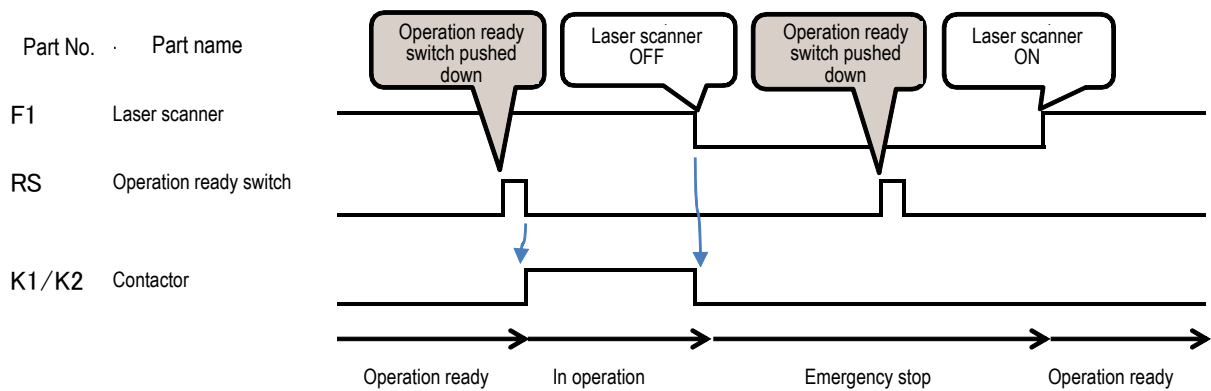 Part No. · Part name
Operation ready
switch pushed
down
Laser scanner
OFF
Operation ready
switch pushed
down
Laser scanner
ON
F1 Laser scanner
RS Operation ready switch
K1/K2 Contactor
Operation ready In operation Emergency stop Operation ready